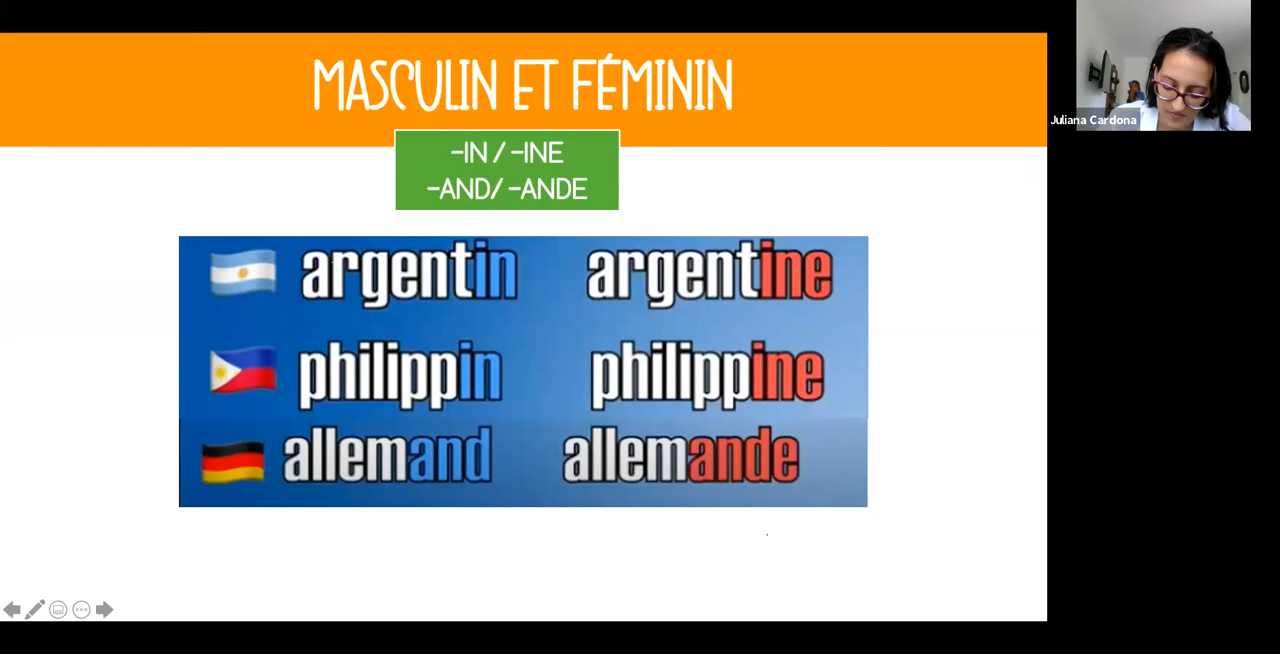 MASCULIN ET FÉMININ
-IN / -INE
-AND/ -ANDE
argentin argentine
philippin philippine
allemand allemande
Juliana Cardona